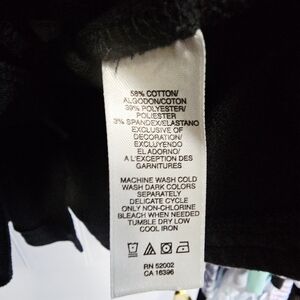 58% COTTON/
ALGODON/COTON
39% POLYESTER/
POLIESTER
3% SPANDEX/ELASTANO
EXCLUSIVE OF
DECORATION/
EXCLUYENDO
EL ADORNO/
A L'EXCEPTION DES
GARNITURES
MACHINE WASH COLD
WASH DARK COLORS
SEPARATELY
DELICATE CYCLE
ONLY NON-CHLORINE
BLEACH WHEN NEEDED
TUMBLE DRY LOW
COOL IRON
RN 52002
CA 16396